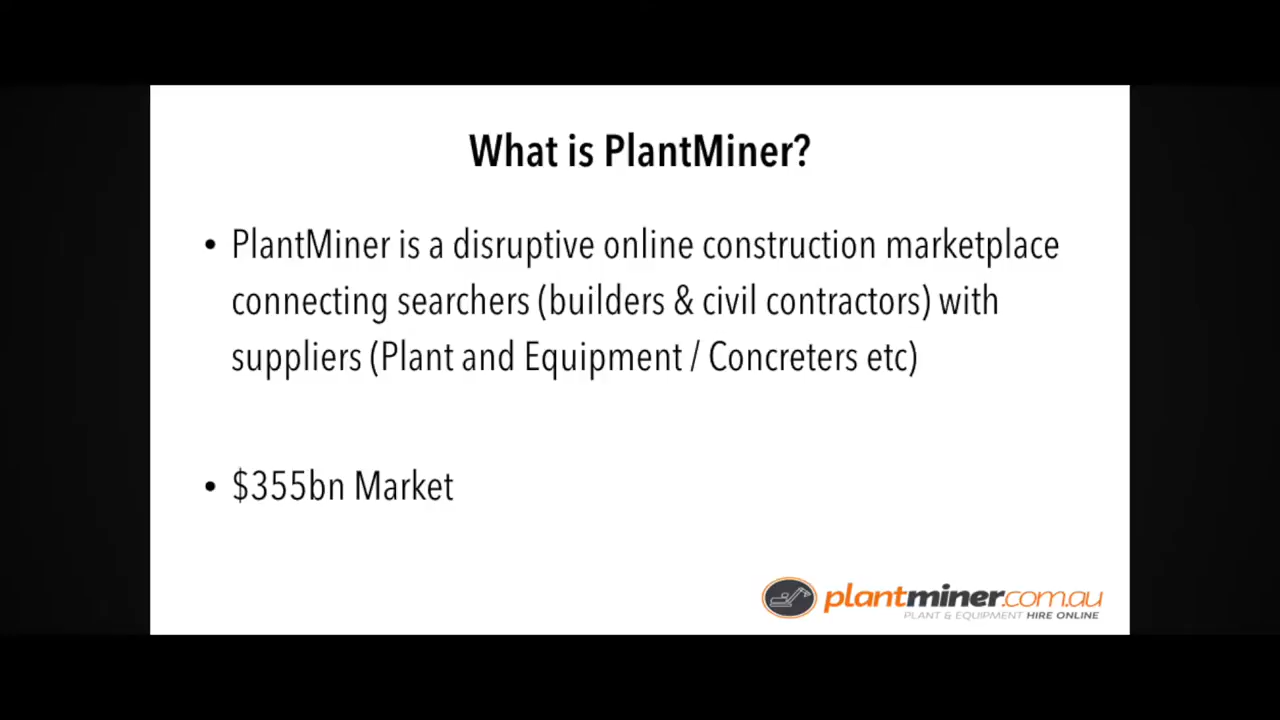 What is PlantMiner?
• PlantMiner is a disruptive online construction marketplace
connecting searchers (builders & civil contractors) with
suppliers (Plant and Equipment / Concreters etc)
• $355bn Market
plantminer.com.au
PLANT & EQUIPMENT HIRE ONLINE